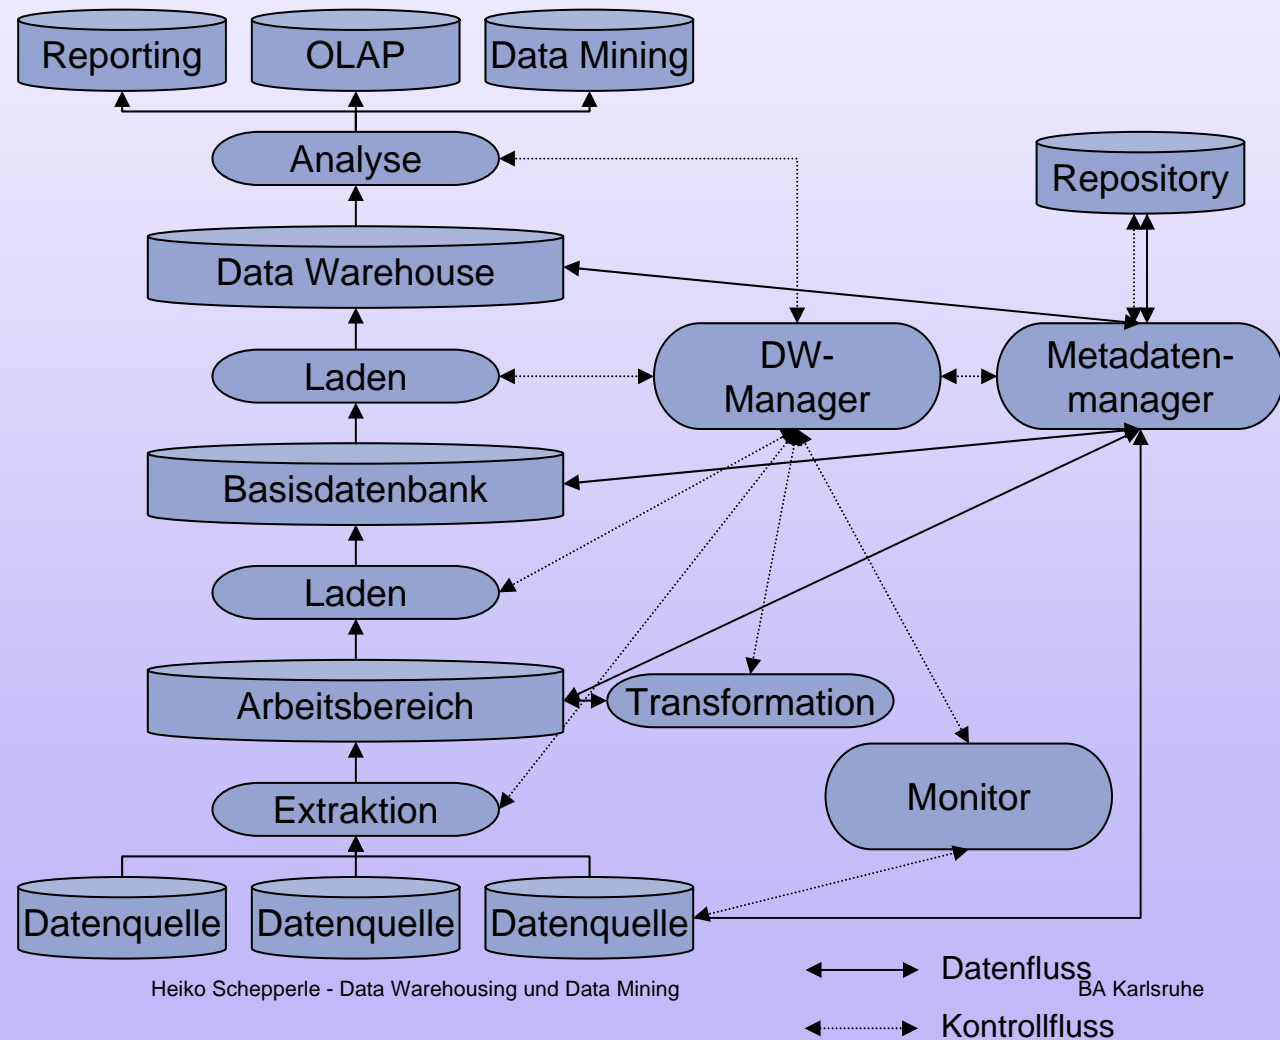 Reporting
OLAP
Data Mining
Analyse
Repository
Data Warehouse
Laden
DW-
Manager
Metadaten-
manager
Basisdatenbank
Laden
Arbeitsbereich
Transformation
Extraktion
Monitor
Datenquelle
Datenquelle
Datenquelle
Datenfluss
Heiko Schepperle - Data Warehousing und Data Mining
BA Karlsruhe
Kontrollfluss